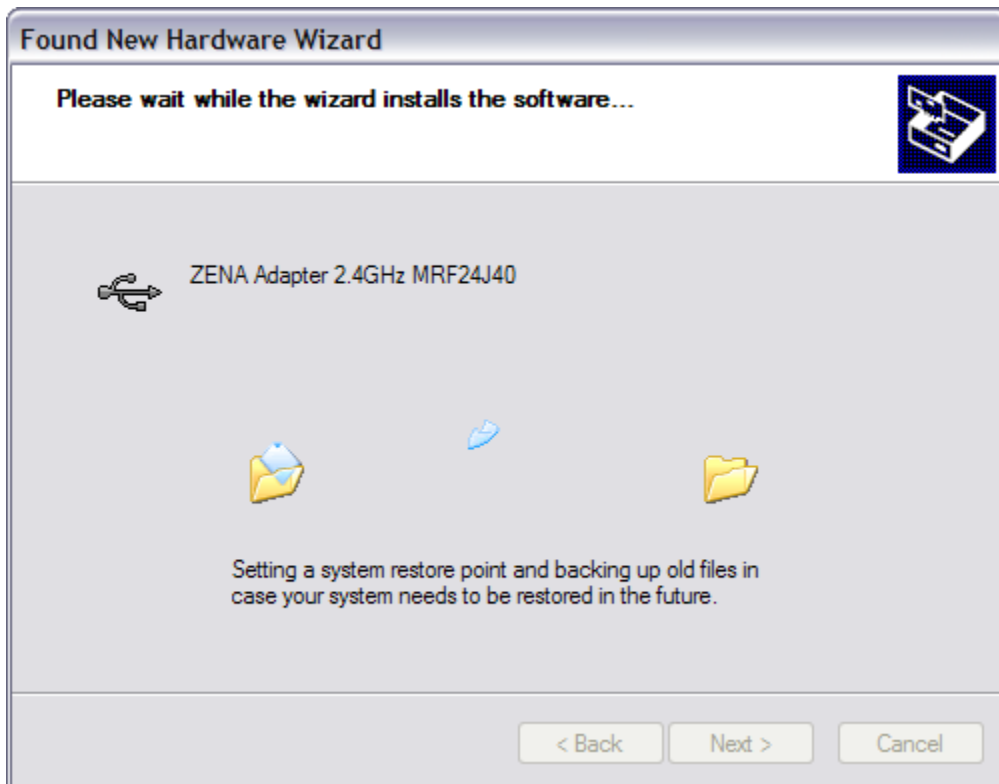 Found New Hardware Wizard
Please wait while the wizard installs the software...
ZENA Adapter 2.4GHz MRF24J40
Setting a system restore point and backing up old files in
case your system needs to be restored in the future.
< Back Next > Cancel